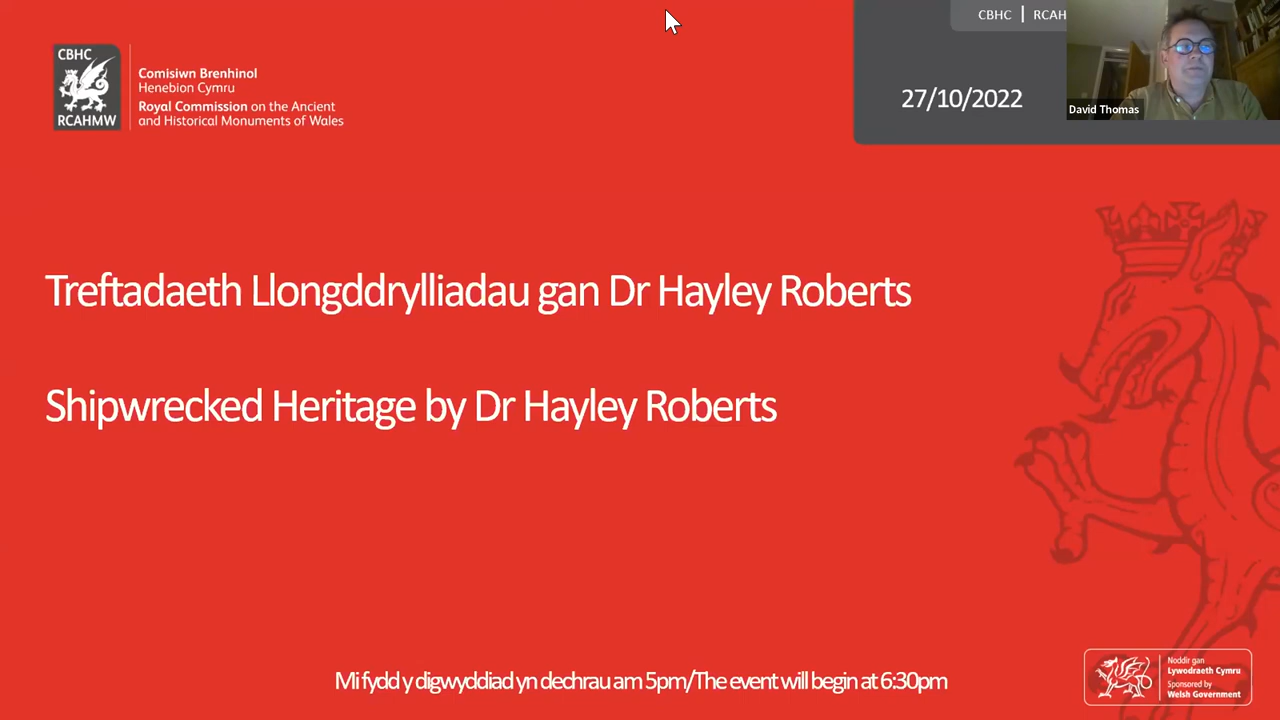 CBHC | RCAH
CBHC
RCAHMW
Comisiwn Brenhinol
Henebion Cymru
Royal Commission on the Ancient
and Historical Monuments of Wales
27/10/2022
David Thomas
Treftadaeth Llongddrylliadau gan Dr Hayley Roberts
Shipwrecked Heritage by Dr Hayley Roberts
Mi fydd y digwyddiad yn dechrau am 5pm/The event will begin at 6:30pm
Noddir gan
Lywodraeth Cymru
Sponsored by
Welsh Government